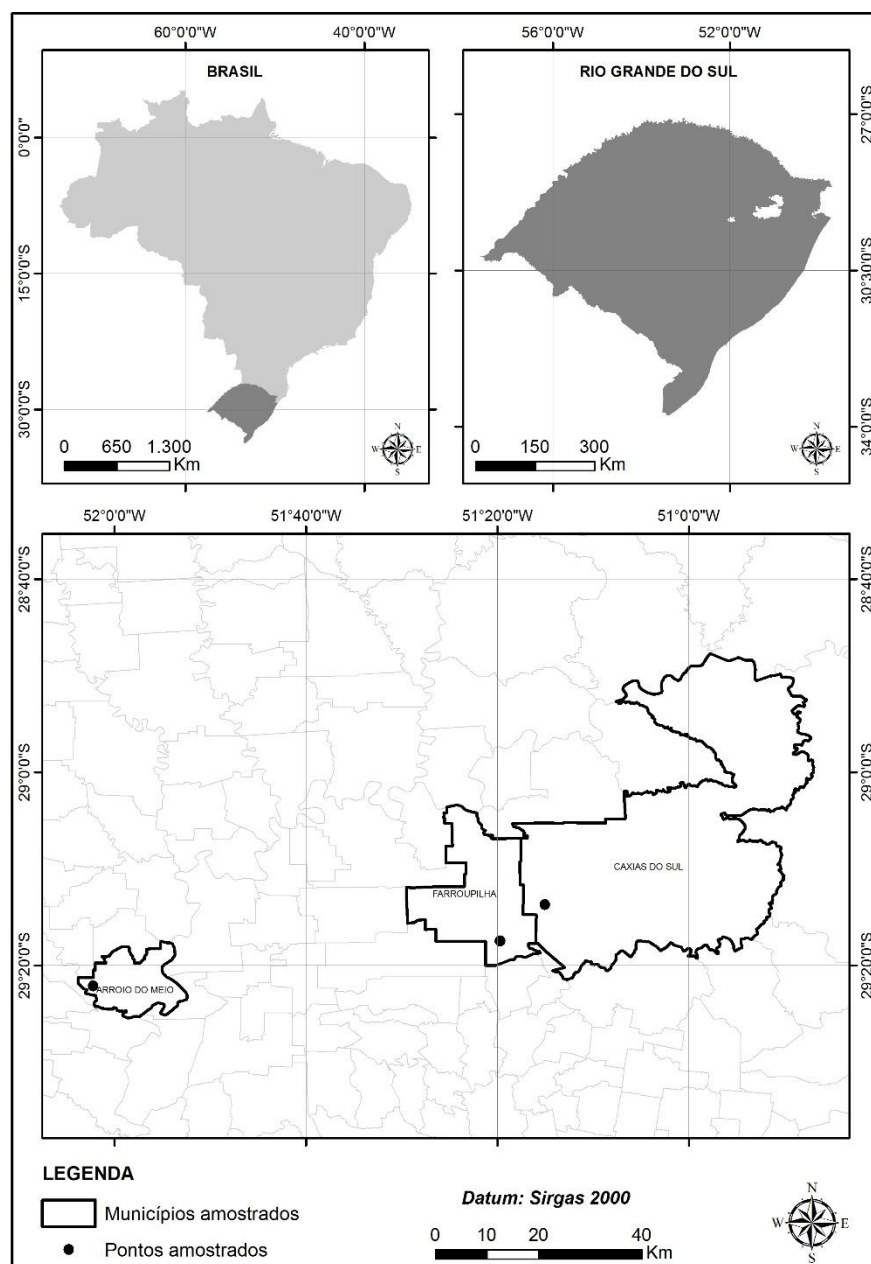 60°0'0"W 40°0'0"W
BRASIL
0°0'0"
15°0'0"S
30°0'0"S
0 650 1.300
Km
N
W E
S
56°0'0"W 52°0'0"W
RIO GRANDE DO SUL
27°0'0"S
30°30'0"S
34°0'0"S
0 150 300
Km
N
W E
S
52°0'0"W 51°40'0"W 51°20'0"W 51°0'0"W
28°40'0"S 28°40'0"S
29°0'0"S 29°0'0"S
CAXIAS DO SUL
FARROUPILHA
29°20'0"S 29°20'0"S
ARROIO DO MEIO
LEGENDA
Municípios amostrados
Pontos amostrados
Datum: Sirgas 2000
0 10 20 40
Km
N
W E
S